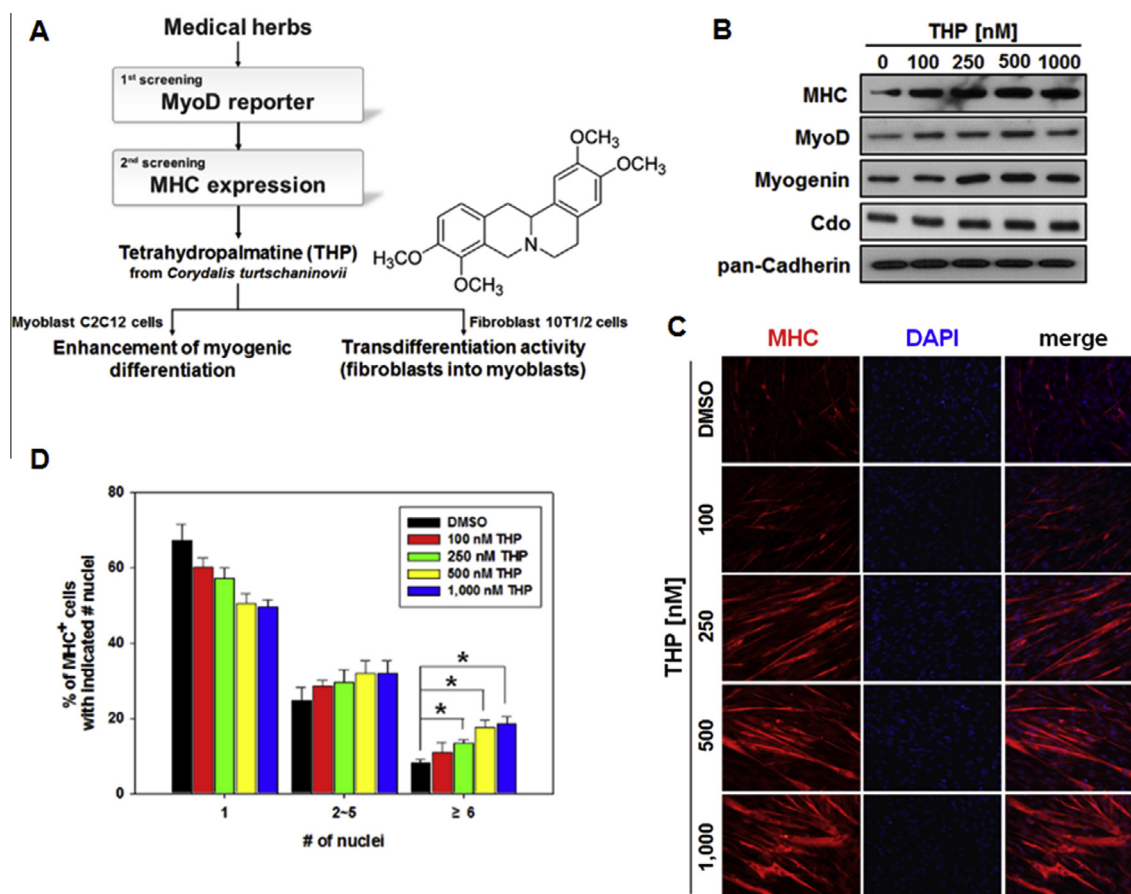 A
Medical herbs
1st screening
MyoD reporter
2nd screening
MHC expression
Tetrahydropalmatine (THP)
from Corydalis turtschaninovii
Myoblast C2C12 cells
Enhancement of myogenic
differentiation
Fibroblast 10T1/2 cells
Transdifferentiation activity
(fibroblasts into myoblasts)
OCH3
OCH3
N
H3CO
OCH3
B
THP [nM]
0 100 250 500 1000
MHC
MyoD
Myogenin
Cdo
pan-Cadherin
C
MHC DAPI merge
THP [nM]
DMSO
100
250
500
1,000
D
% of MHC+ cells
with Indicated # nuclei
80
60
40
20
0
DMSO
100 nM THP
250 nM THP
500 nM THP
1,000 nM THP
*
*
*
1 2~5 ≥ 6
# of nuclei